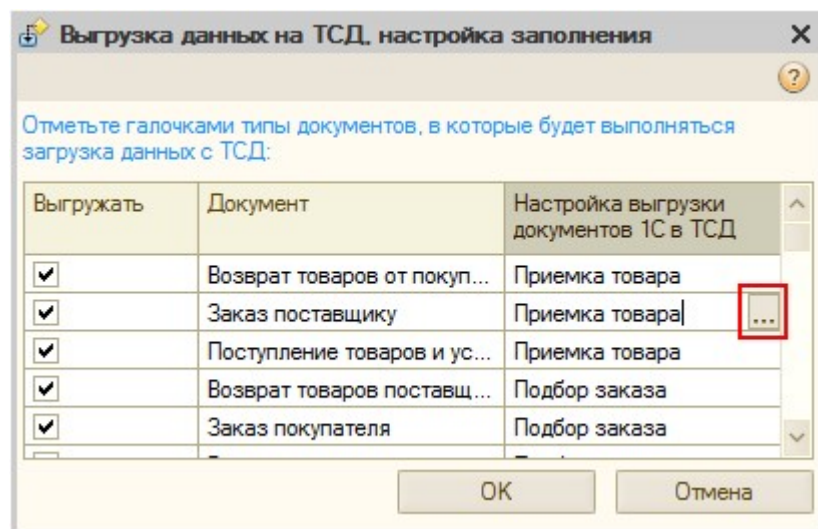 Выгрузка данных на ТСД, настройка заполнения
?
Отметьте галочками типы документов, в которые будет выполняться
загрузка данных с ТСД:
Выгружать Документ Настройка выгрузки
документов 1С в ТСД
Возврат товаров от покуп... Приемка товара
Заказ поставщику Приемка товара ...
Поступление товаров и ус... Приемка товара
Возврат товаров поставщ... Подбор заказа
Заказ покупателя Подбор заказа
OK Отмена